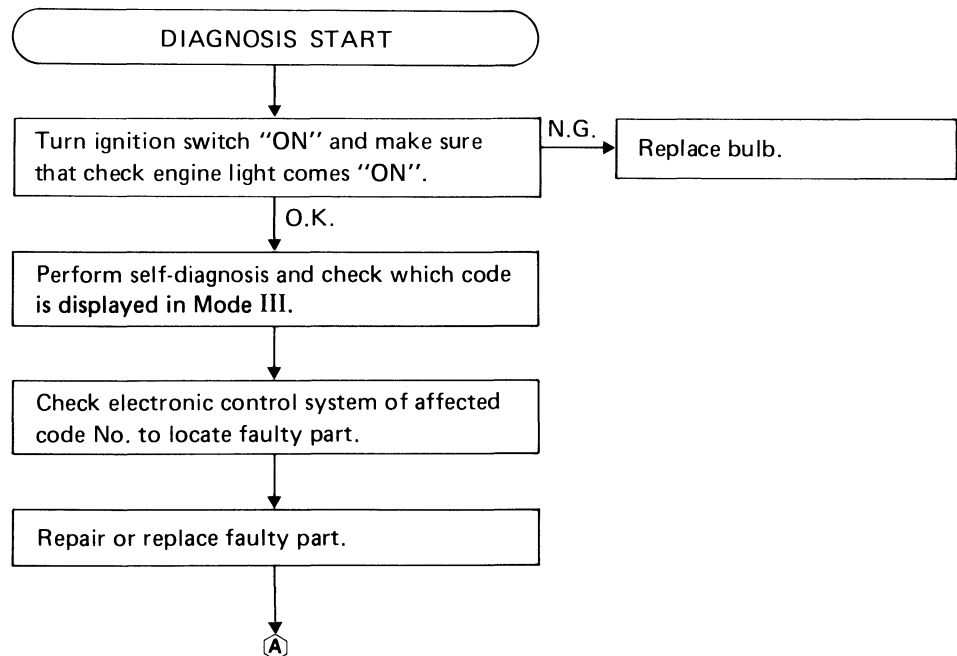 DIAGNOSIS START
Turn ignition switch “ON” and make sure
that check engine light comes “ON”.
N.G.
Replace bulb.
O.K.
Perform self-diagnosis and check which code
is displayed in Mode III.
Check electronic control system of affected
code No. to locate faulty part.
Repair or replace faulty part.
A